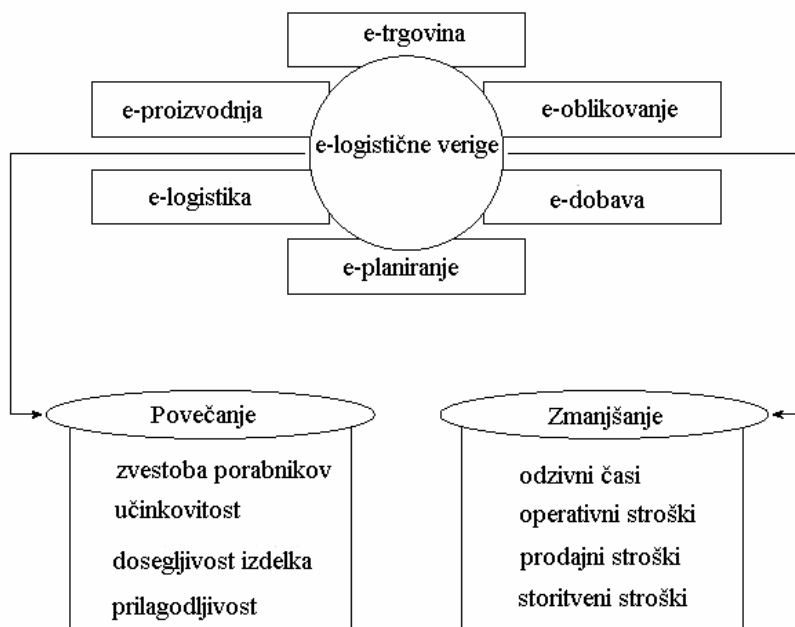 e-trgovina
e-proizvodnja
e-oblikovanje
e-logistične verige
e-logistika
e-dobava
e-planiranje
Povečanje
zvestoba porabnikov
učinkovitost
dosegljivost izdelka
prilagodljivost
Zmanjšanje
odzivni časi
operativni stroški
prodajni stroški
storitveni stroški